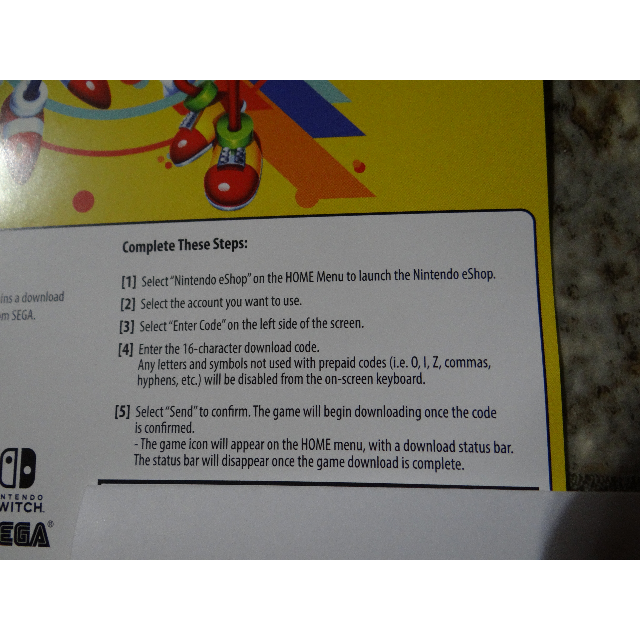 Complete These Steps:
[1] Select "Nintendo eShop" on the HOME Menu to launch the Nintendo eShop.
[2] Select the account you want to use.
[3] Select "Enter Code" on the left side of the screen.
[4] Enter the 16-character download code.
Any letters and symbols not used with prepaid codes (i.e. O, I, Z, commas,
hyphens, etc.) will be disabled from the on-screen keyboard.
[5] Select "Send" to confirm. The game will begin downloading once the code
is confirmed.
- The game icon will appear on the HOME menu, with a download status bar.
The status bar will disappear once the game download is complete.
ins a download
om SEGA.
NTENDO
WITCH.
EGA®